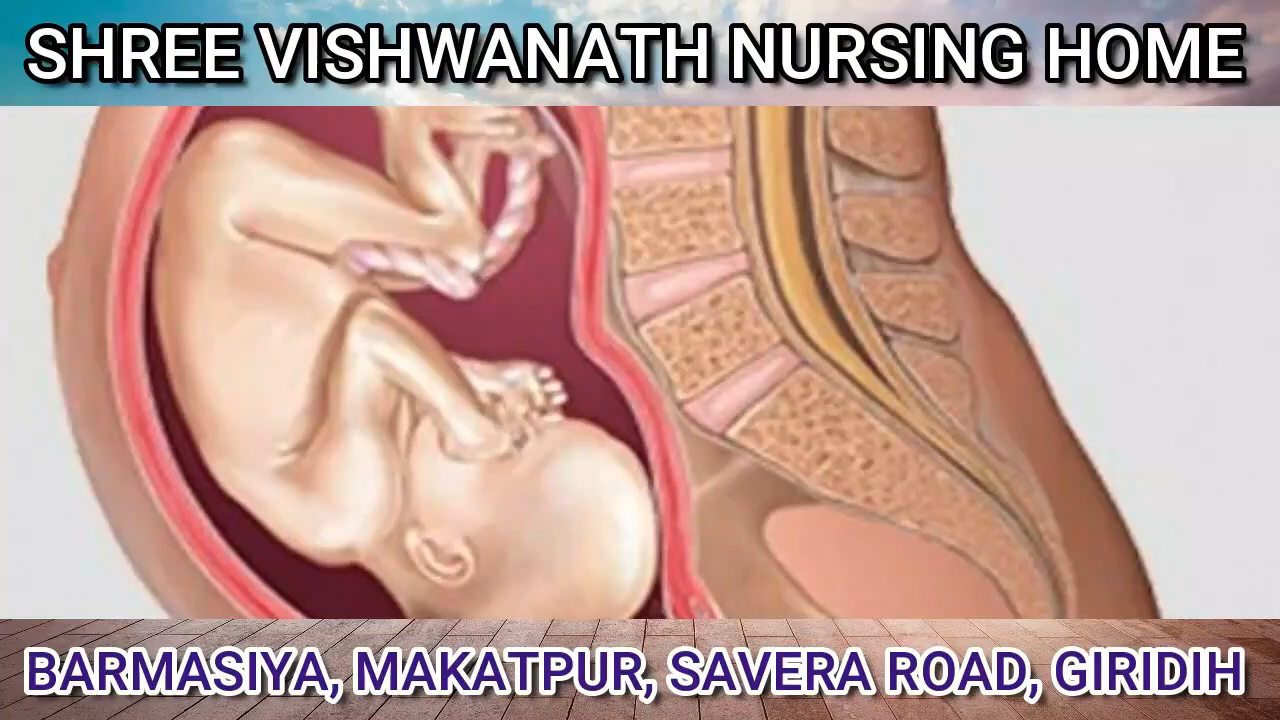 SHREE VISHWANATH NURSING HOME
BARMASIYA, MAKATPUR, SAVERA ROAD, GIRIDIH